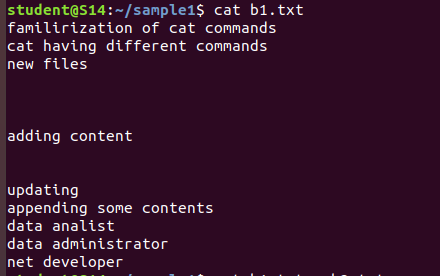 student@S14:~/sample1$ cat b1.txt
familirization of cat commands
cat having different commands
new files
adding content
updating
appending some contents
data analist
data administrator
net developer